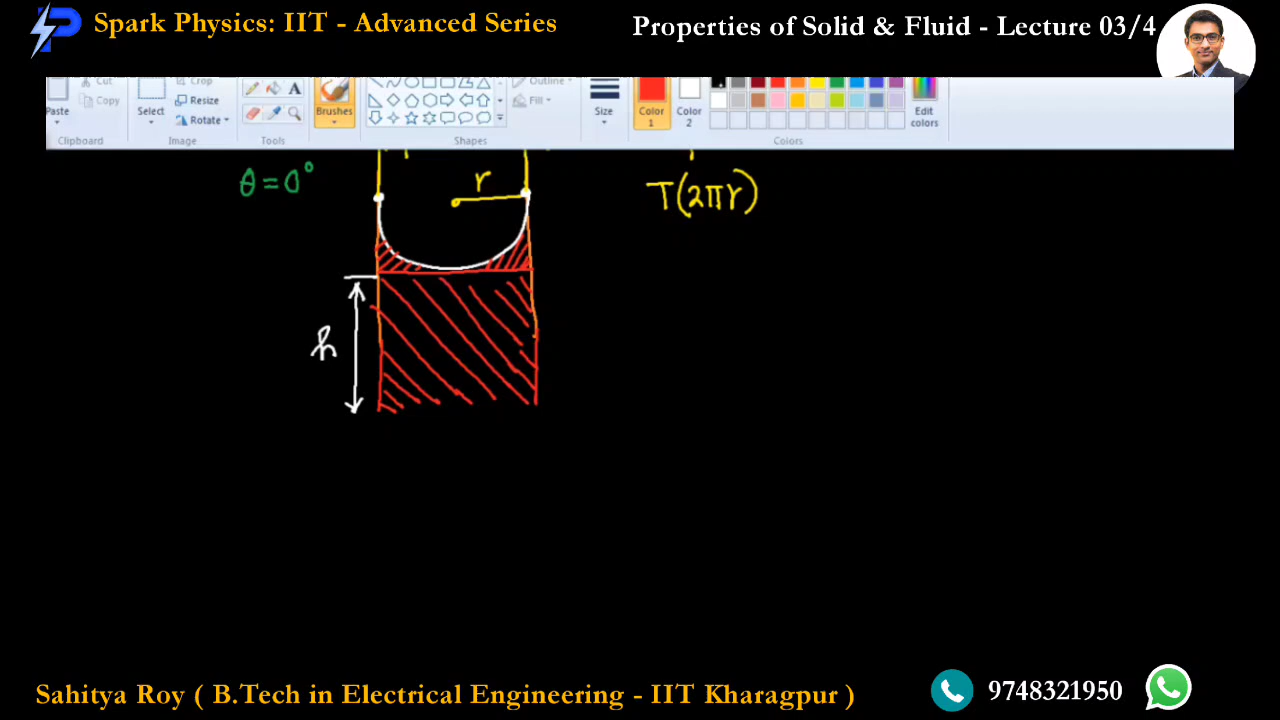 Spark Physics: IIT - Advanced Series
Properties of Solid & Fluid - Lecture 03/4
Cut
Crop
Paste
Copy
Select
Resize
Rotate
A
Brushes
Outline
Fill
Size
Color 1
Color 2
Edit colors
Clipboard
Image
Tools
Shapes
Colors
θ = 0°
r
T(2πr)
h
Sahitya Roy ( B.Tech in Electrical Engineering - IIT Kharagpur )
9748321950